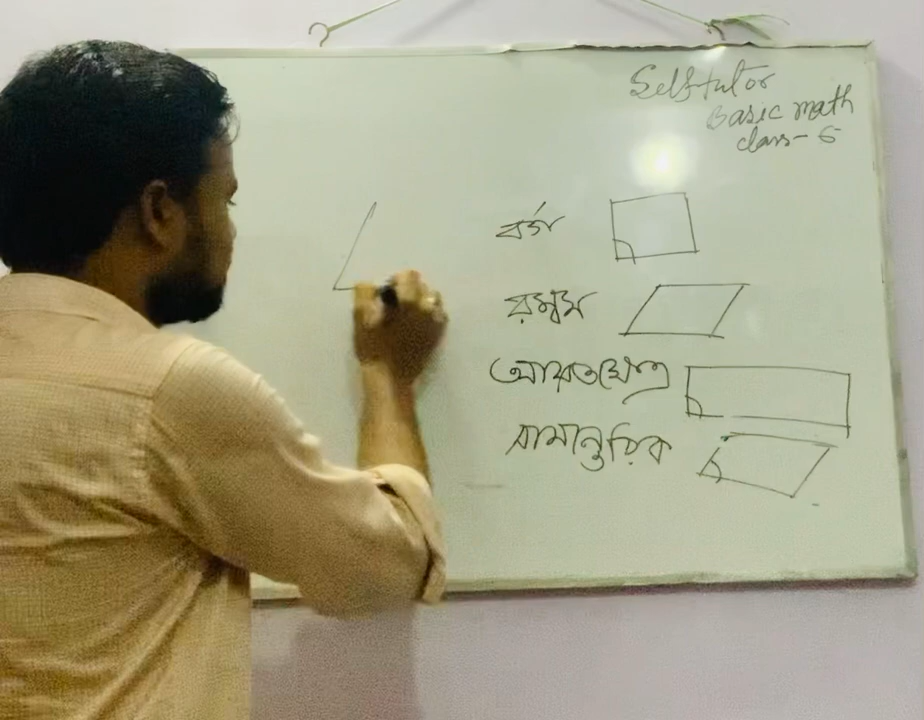 Selftutor
Basic math
class- 6
বর্গ
রম্বস
আয়তক্ষেত্র
সামান্তরিক